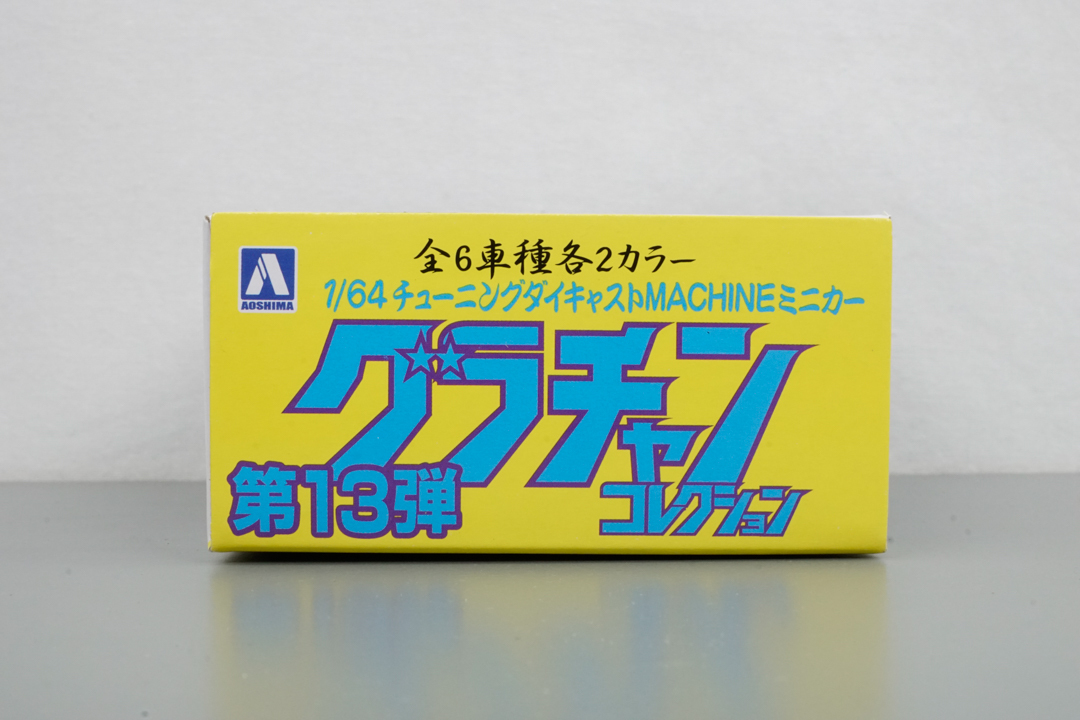 全6車種各2カラー
AOSHIMA
1/64チューニングダイキャストMACHINEミニカー
グラチャン
第13弾
コレクション